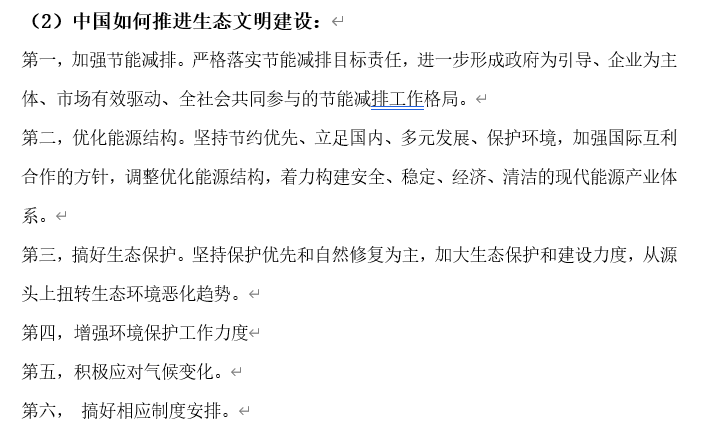 （2）中国如何推进生态文明建设：
第一，加强节能减排。严格落实节能减排目标责任，进一步形成政府为引导、企业为主
体、市场有效驱动、全社会共同参与的节能减排工作格局。
第二，优化能源结构。坚持节约优先、立足国内、多元发展、保护环境，加强国际互利
合作的方针，调整优化能源结构，着力构建安全、稳定、经济、清洁的现代能源产业体
系。
第三，搞好生态保护。坚持保护优先和自然修复为主，加大生态保护和建设力度，从源
头上扭转生态环境恶化趋势。
第四，增强环境保护工作力度
第五，积极应对气候变化。
第六， 搞好相应制度安排。